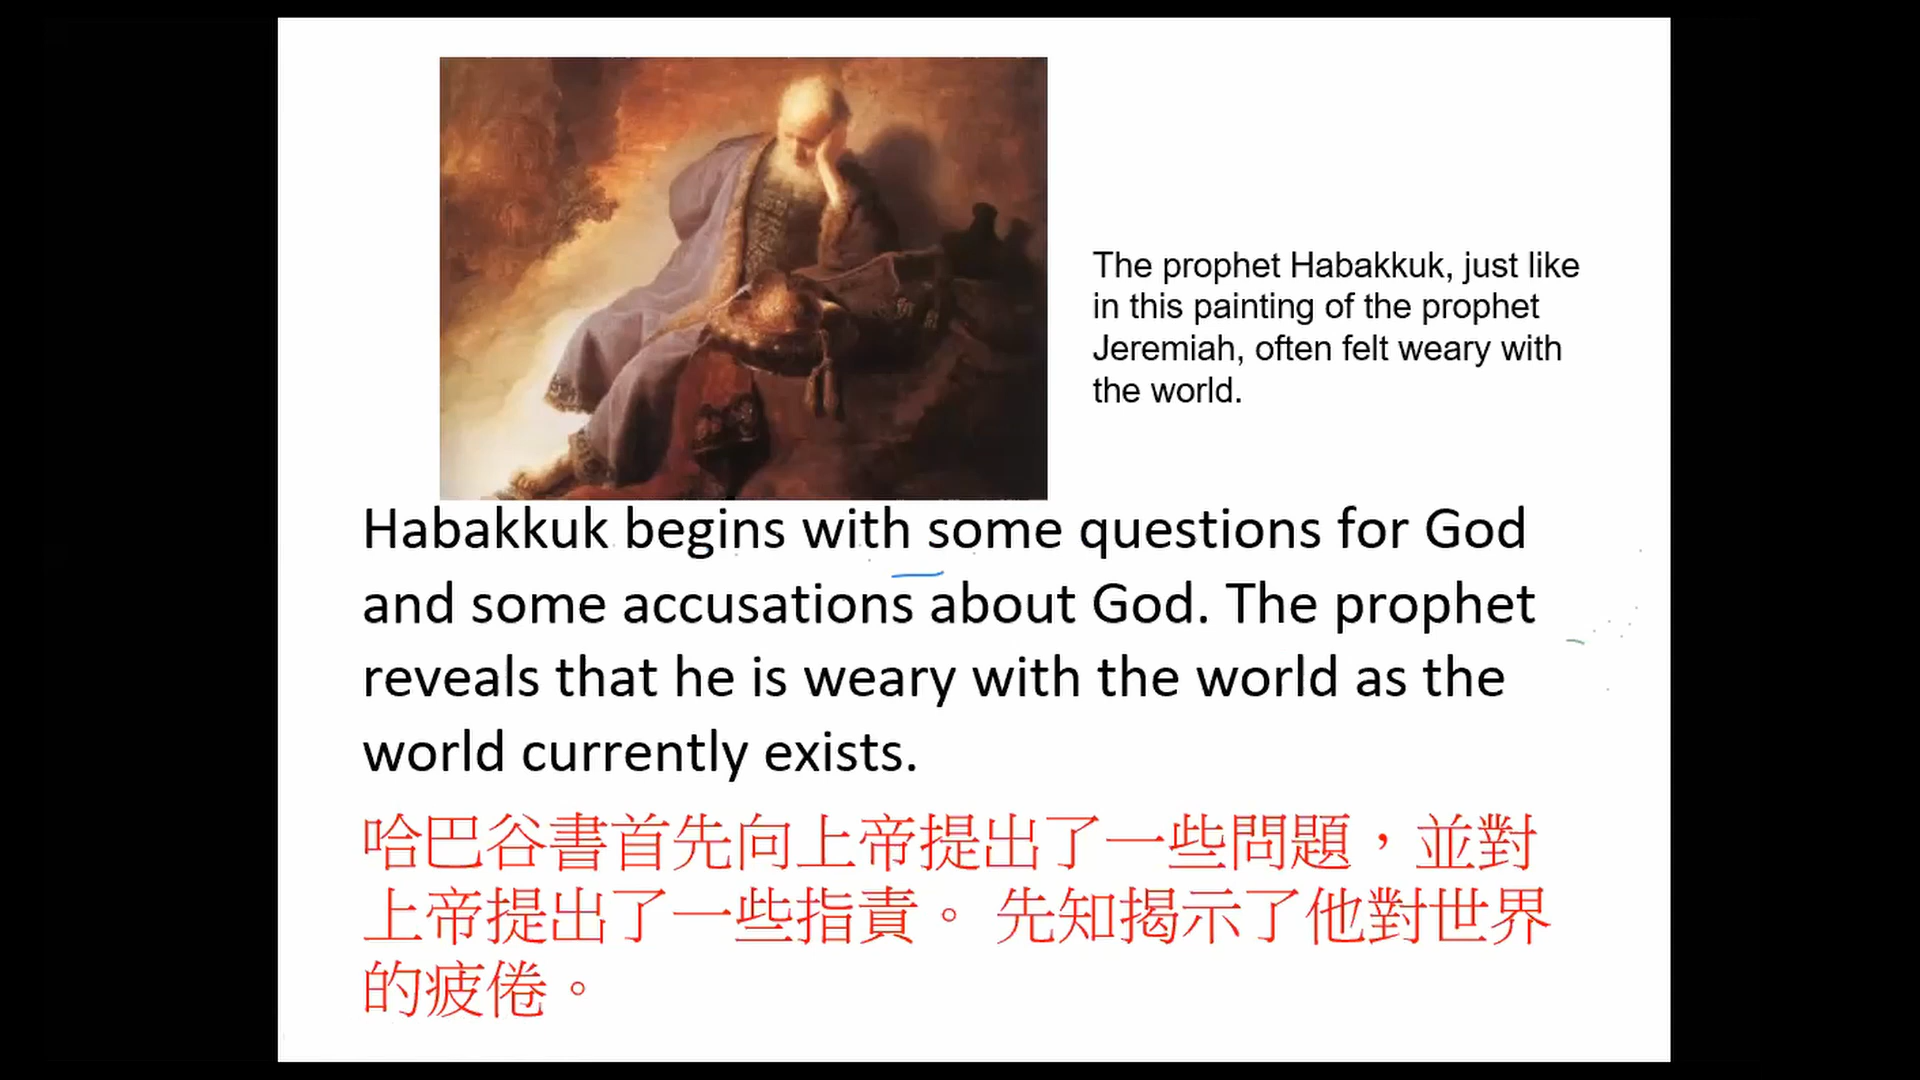 The prophet Habakkuk, just like
in this painting of the prophet
Jeremiah, often felt weary with
the world.
Habakkuk begins with some questions for God
and some accusations about God. The prophet
reveals that he is weary with the world as the
world currently exists.
哈巴谷書首先向上帝提出了一些問題，並對
上帝提出了一些指責。 先知揭示了他對世界
的疲倦。